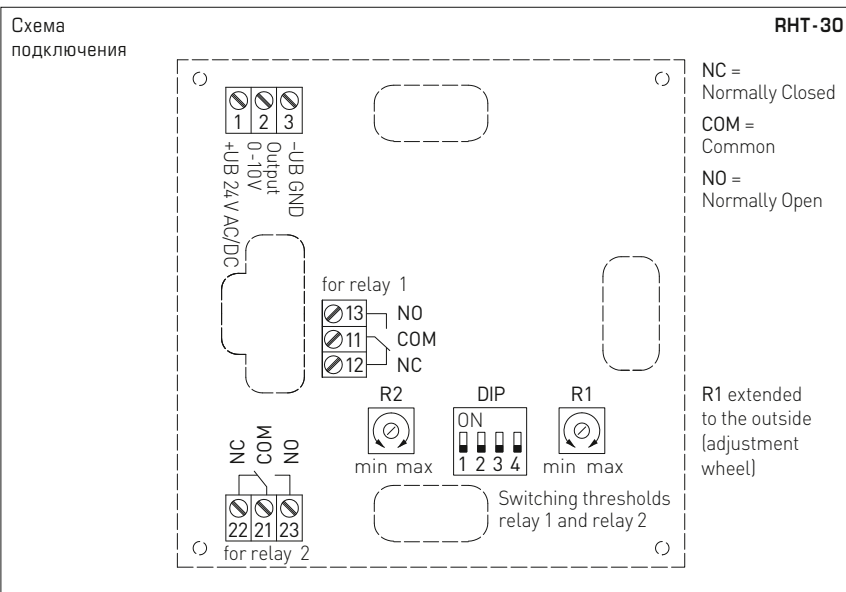 Схема
подключения
RHT-30
1 2 3
+UB 24V AC/DC
Output
0 -10V
-UB GND
NC =
Normally Closed
COM =
Common
NO =
Normally Open
for relay 1
13 NO
11 COM
12 NC
R2 DIP R1
ON
1 2 3 4
min max
min max
Switching thresholds
relay 1 and relay 2
R1 extended
to the outside
(adjustment
wheel)
NC COM NO
22 21 23
for relay 2